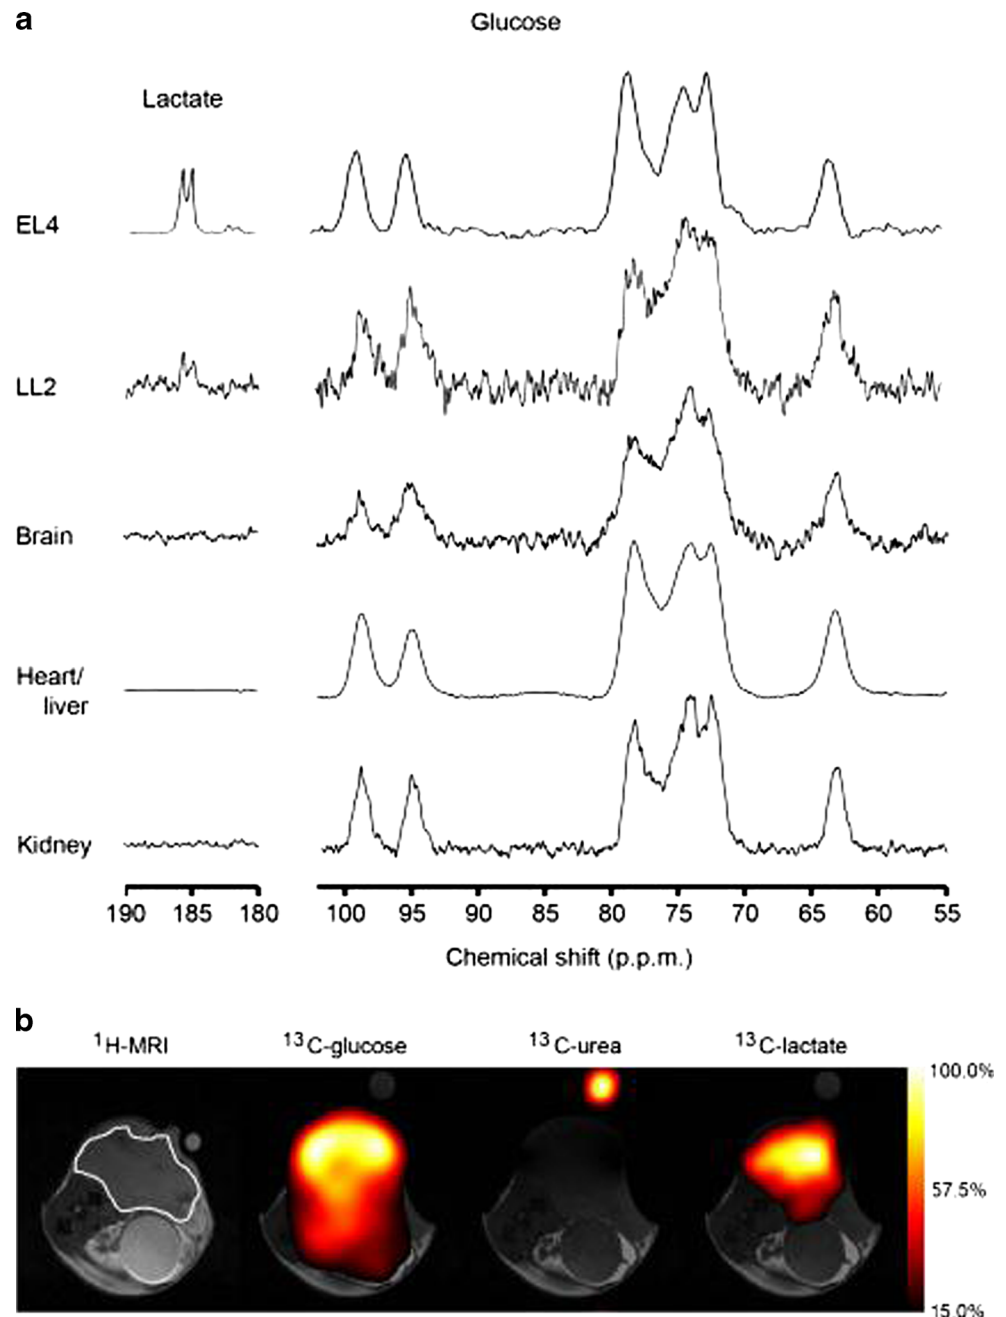 a
Glucose
Lactate
EL4
LL2
Brain
Heart/
liver
Kidney
190 185 180 100 95 90 85 80 75 70 65 60 55
Chemical shift (p.p.m.)
b
¹H-MRI ¹³C-glucose ¹³C-urea ¹³C-lactate
100.0%
57.5%
15.0%